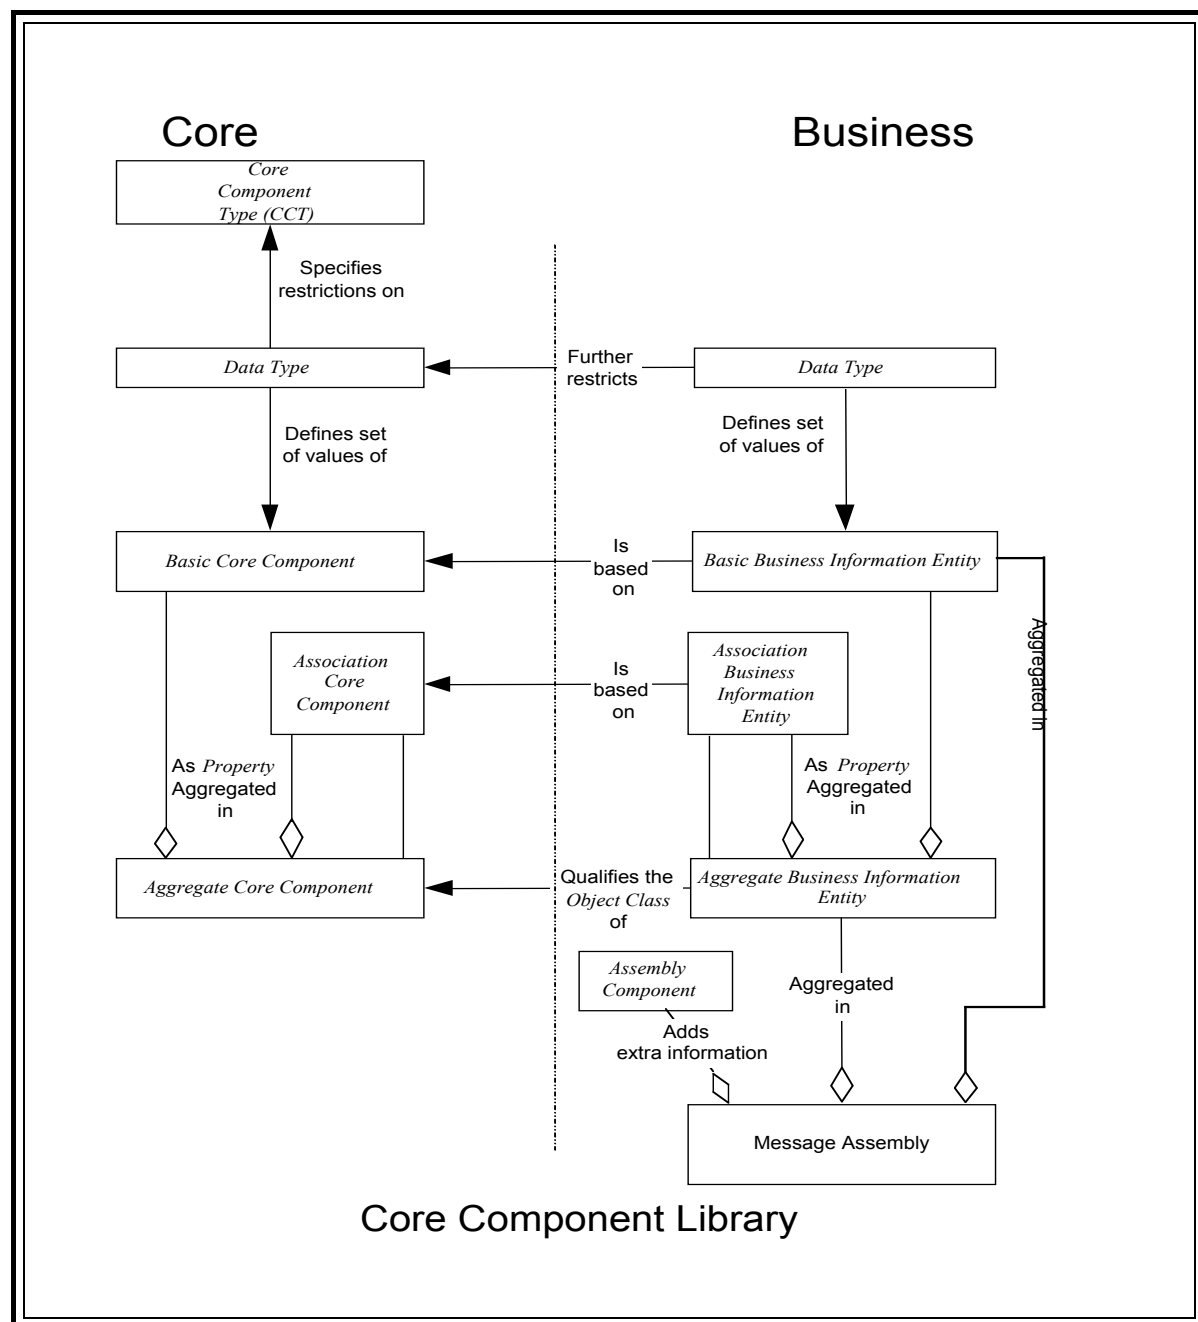 Core
Business
Core
Component
Type (CCT)
Specifies
restrictions on
Data Type
Further
restricts
Data Type
Defines set
of values of
Defines set
of values of
Basic Core Component
Is
based
on
Basic Business Information Entity
Aggregated in
Association
Core
Component
Is
based
on
Association
Business
Information
Entity
As Property
Aggregated
in
As Property
Aggregated
in
Aggregate Core Component
Qualifies the
Object Class
of
Aggregate Business Information
Entity
Assembly
Component
Aggregated
in
Adds
extra information
Message Assembly
Core Component Library